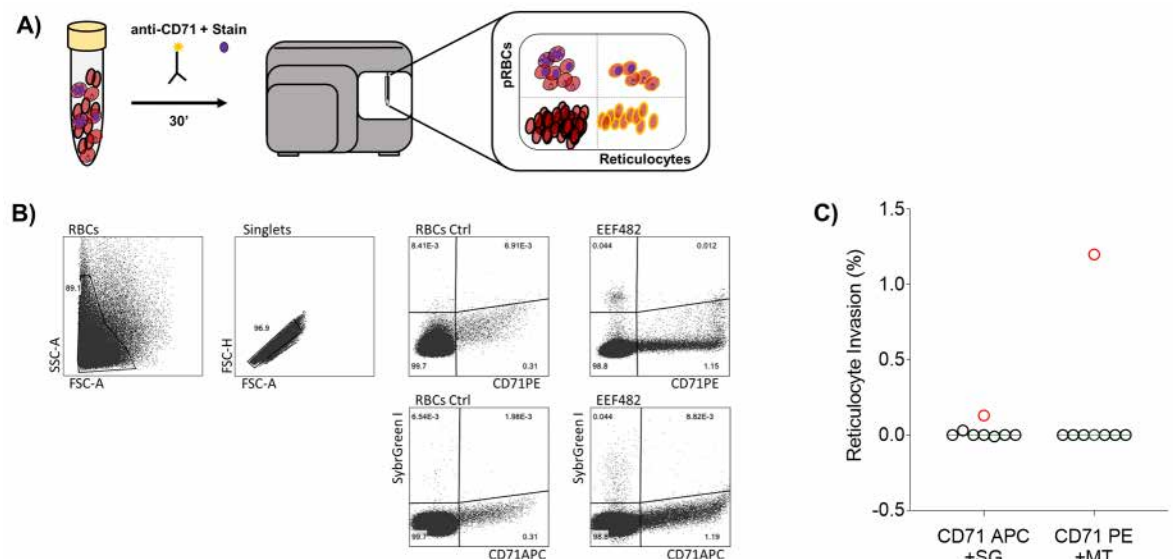 A)
anti-CD71 + Stain
30'
pRBCs
Reticulocytes
B)
RBCs
89.1
SSC-A
FSC-A
Singlets
96.9
FSC-H
FSC-A
RBCs Ctrl
8.41E-3
6.91E-3
99.7
0.31
CD71PE
EEF482
0.044
0.012
98.8
1.15
CD71PE
RBCs Ctrl
6.54E-3
1.98E-3
SybrGreen I
99.7
0.31
CD71APC
EEF482
0.044
8.82E-3
SybrGreen I
98.8
1.19
CD71APC
C)
Reticulocyte Invasion (%)
1.5
1.0
0.5
0.0
-0.5
CD71 APC
+SG
CD71 PE
+MT